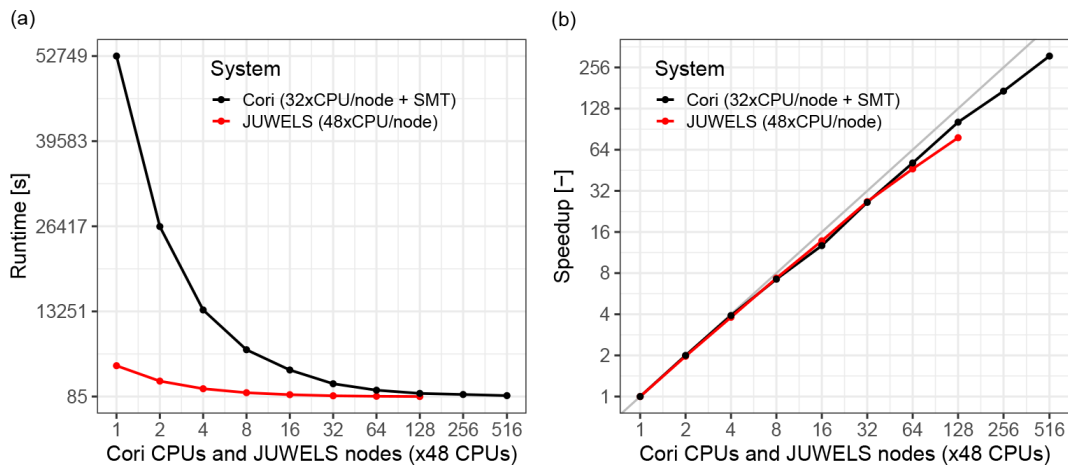 (a)
52749
39583
26417
13251
85
Runtime [s]
System
Cori (32xCPU/node + SMT)
JUWELS (48xCPU/node)
1 2 4 8 16 32 64 128 256 516
Cori CPUs and JUWELS nodes (x48 CPUs)
(b)
256
128
64
32
16
8
4
2
1
Speedup [−]
System
Cori (32xCPU/node + SMT)
JUWELS (48xCPU/node)
1 2 4 8 16 32 64 128 256 516
Cori CPUs and JUWELS nodes (x48 CPUs)